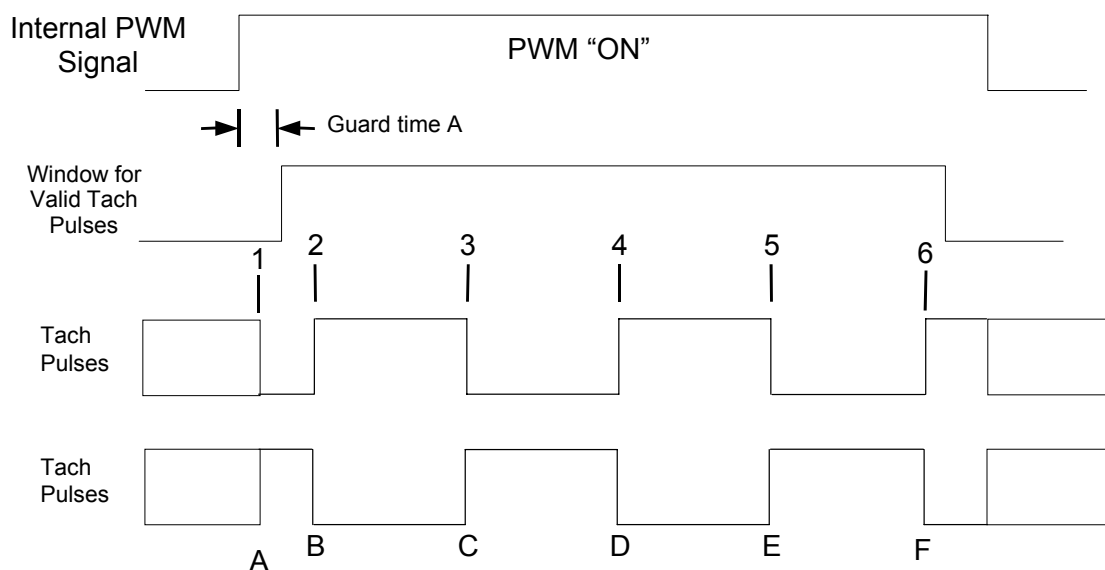 Internal PWM
Signal
PWM “ON”
Guard time A
Window for
Valid Tach
Pulses
1
2
3
4
5
6
Tach
Pulses
Tach
Pulses
A
B
C
D
E
F